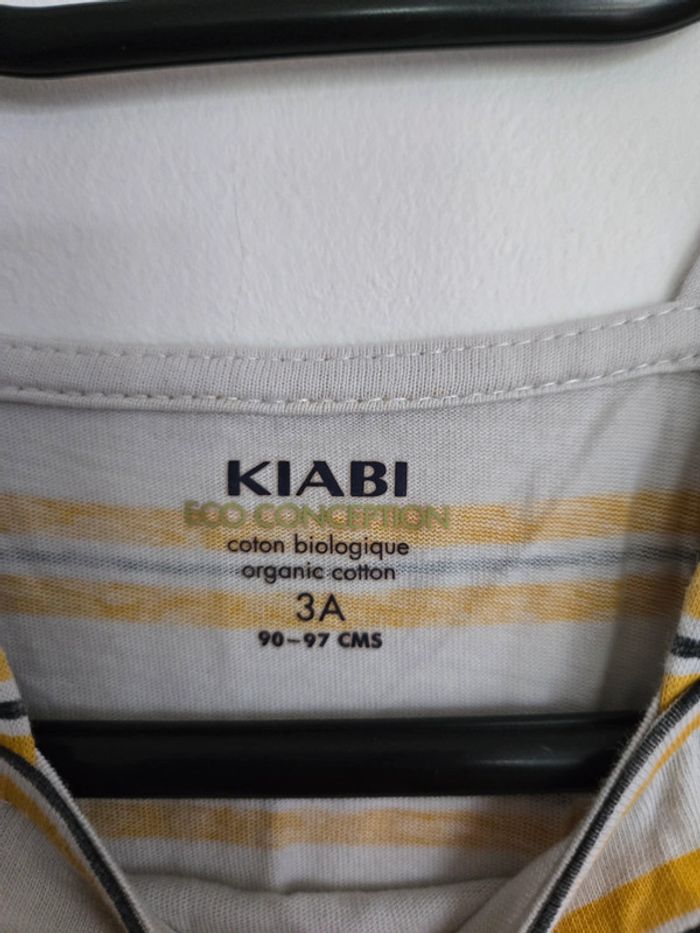 KIABI
ECO CONCEPTION
coton biologique
organic cotton
3A
90-97 CMS